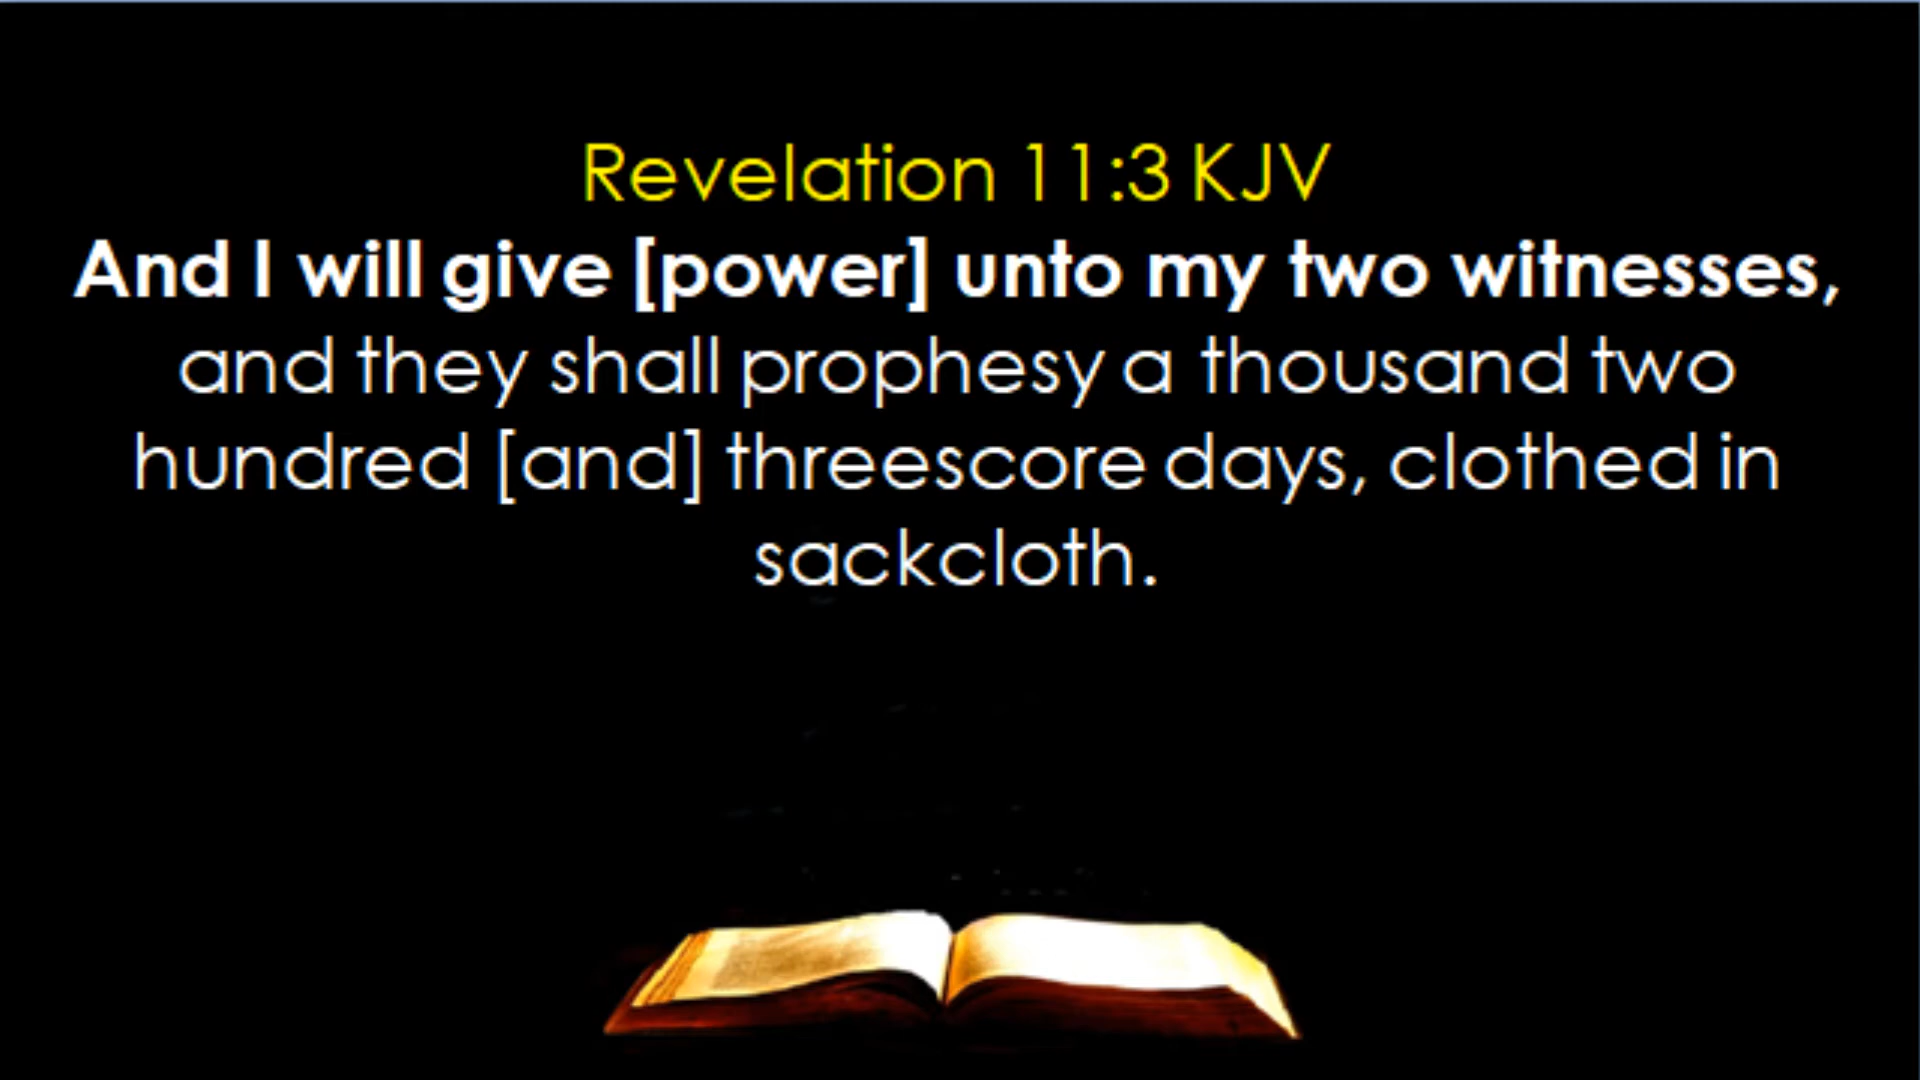 Revelation 11:3 KJV
And I will give [power] unto my two witnesses,
and they shall prophesy a thousand two
hundred [and] threescore days, clothed in
sackcloth.